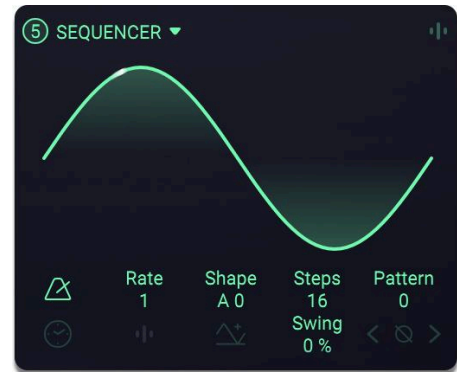 5 SEQUENCER
Rate Shape Steps Pattern
1 A 0 16 0
Swing
0 %